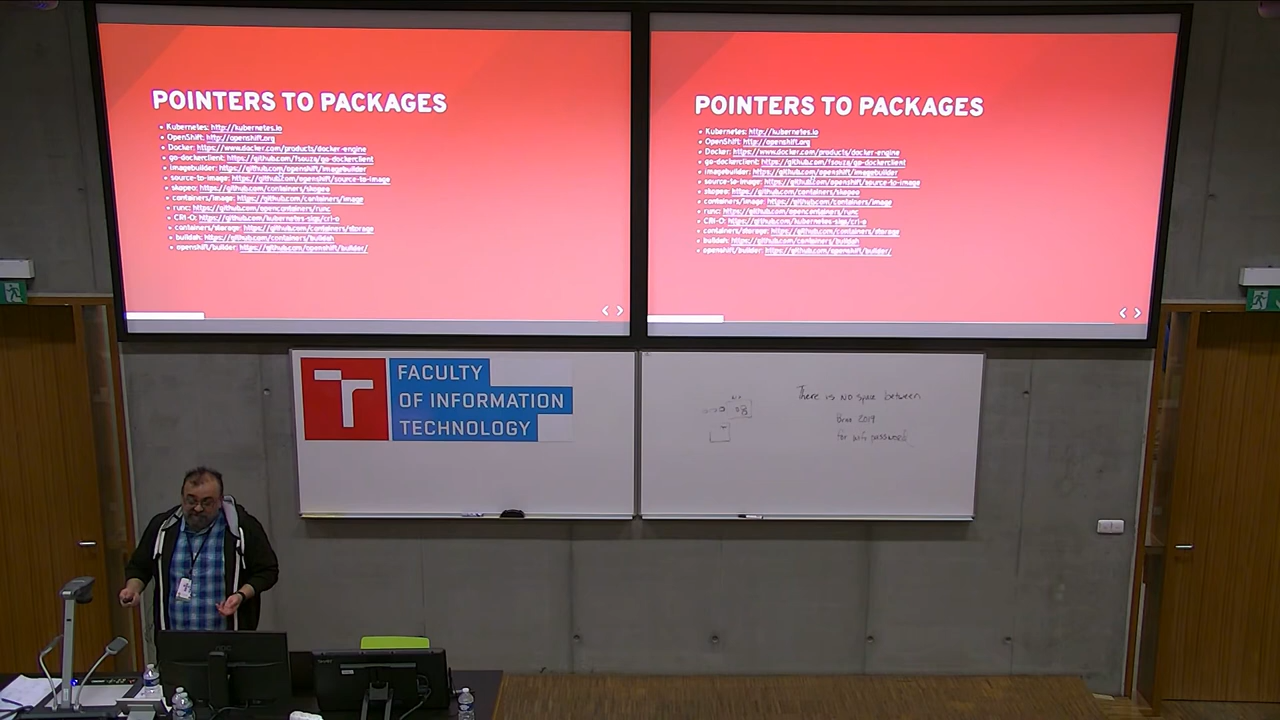 POINTERS TO PACKAGES
Kubernetes: http://kubernetes.io
OpenShift: http://openshift.org
Docker: https://www.docker.com/products/docker-engine
go-dockerclient: https://github.com/fsouza/go-dockerclient
imagebuilder: https://github.com/openshift/imagebuilder
source-to-image: https://github.com/openshift/source-to-image
skopeo: https://github.com/containers/skopeo
containers/image: https://github.com/containers/image
runc: https://github.com/opencontainers/runc
CRI-O: https://github.com/kubernetes-sigs/cri-o
containers/storage: https://github.com/containers/storage
buildah: https://github.com/containers/buildah
openshift/builder: https://github.com/openshift/builder/
POINTERS TO PACKAGES
Kubernetes: http://kubernetes.io
OpenShift: http://openshift.org
Docker: https://www.docker.com/products/docker-engine
go-dockerclient: https://github.com/fsouza/go-dockerclient
imagebuilder: https://github.com/openshift/imagebuilder
source-to-image: https://github.com/openshift/source-to-image
skopeo: https://github.com/containers/skopeo
containers/image: https://github.com/containers/image
runc: https://github.com/opencontainers/runc
CRI-O: https://github.com/kubernetes-sigs/cri-o
containers/storage: https://github.com/containers/storage
buildah: https://github.com/containers/buildah
openshift/builder: https://github.com/openshift/builder/
FACULTY
OF INFORMATION
TECHNOLOGY
There is NO space between
Brno 2019
for wifi password